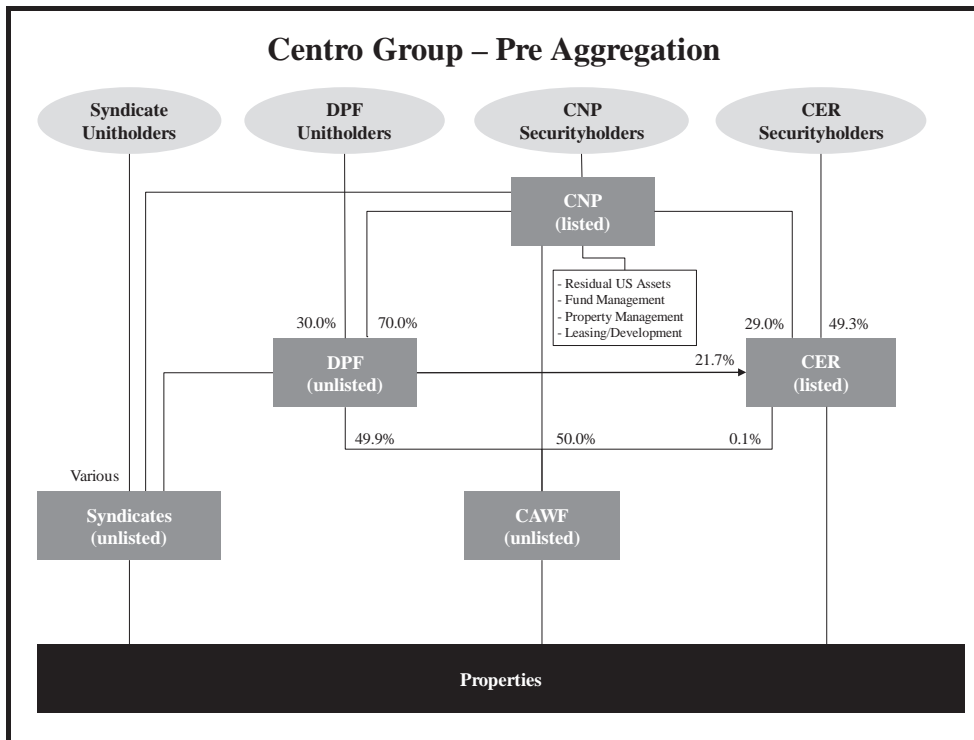 Centro Group – Pre Aggregation
Syndicate
Unitholders
DPF
Unitholders
CNP
Securityholders
CER
Securityholders
CNP
(listed)
- Residual US Assets
- Fund Management
- Property Management
- Leasing/Development
30.0%
70.0%
29.0%
49.3%
DPF
(unlisted)
21.7%
CER
(listed)
49.9%
50.0%
0.1%
Various
Syndicates
(unlisted)
CAWF
(unlisted)
Properties